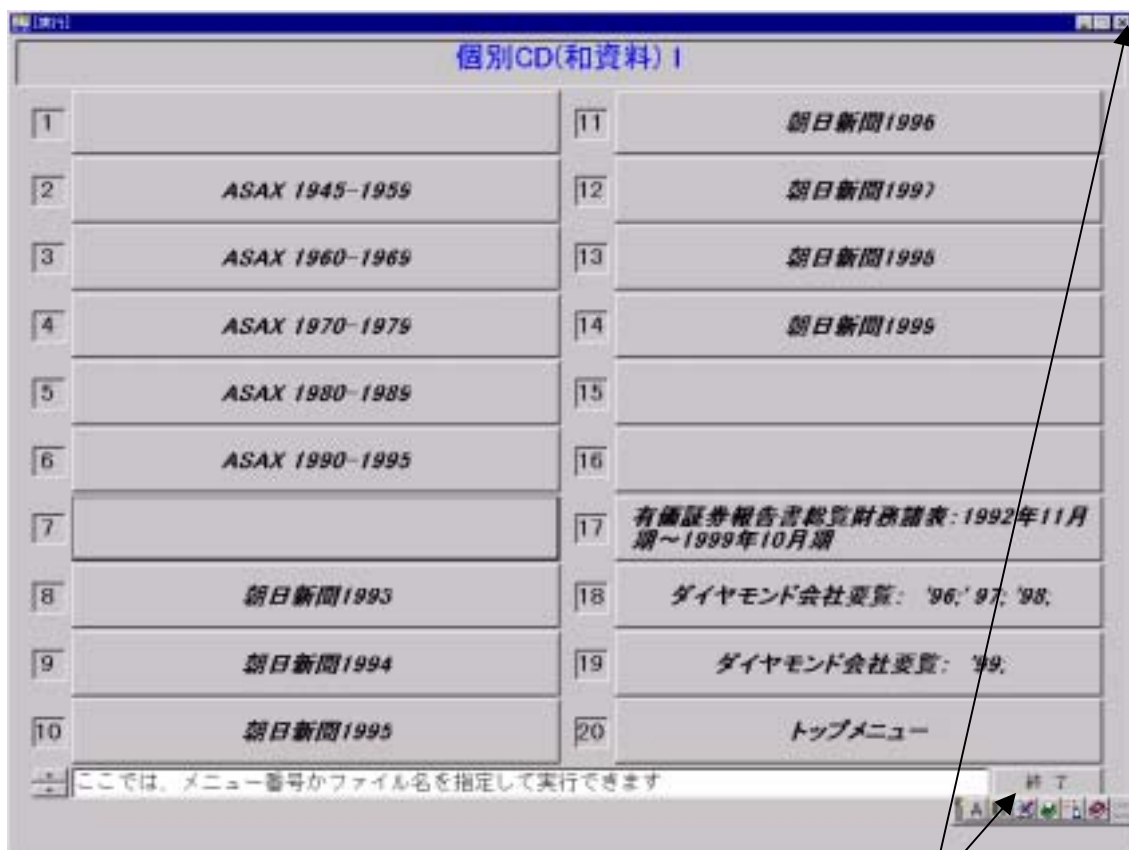 [実行]
個別CD(和資料) I
1
2 ASAX 1945-1959
3 ASAX 1960-1969
4 ASAX 1970-1979
5 ASAX 1980-1989
6 ASAX 1990-1995
7
8 朝日新聞1993
9 朝日新聞1994
10 朝日新聞1995
11 朝日新聞1996
12 朝日新聞1997
13 朝日新聞1998
14 朝日新聞1999
15
16
17 有価証券報告書総覧財務諸表:1992年11月
期~1999年10月期
18 ダイヤモンド会社要覧: '96;' 97; '98;
19 ダイヤモンド会社要覧: '99;
20 トップメニュー
ここでは、メニュー番号かファイル名を指定して実行できます
終了